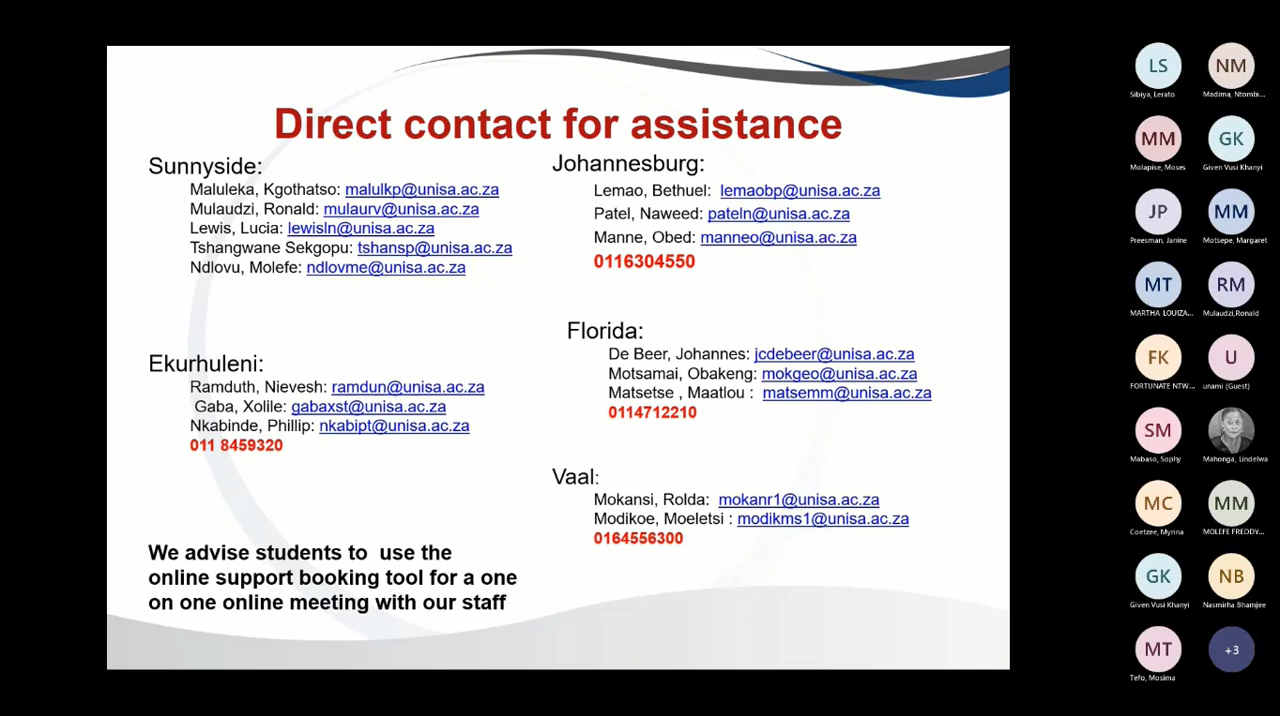 Direct contact for assistance
Sunnyside:
Maluleka, Kgothatso: malulkp@unisa.ac.za
Mulaudzi, Ronald: mulaurv@unisa.ac.za
Lewis, Lucia: lewisln@unisa.ac.za
Tshangwane Sekgopu: tshansp@unisa.ac.za
Ndlovu, Molefe: ndlovme@unisa.ac.za
Ekurhuleni:
Ramduth, Nievesh: ramdun@unisa.ac.za
Gaba, Xolile: gabaxst@unisa.ac.za
Nkabinde, Phillip: nkabipt@unisa.ac.za
011 8459320
We advise students to use the
online support booking tool for a one
on one online meeting with our staff
Johannesburg:
Lemao, Bethuel: lemaobp@unisa.ac.za
Patel, Naweed: pateln@unisa.ac.za
Manne, Obed: manneo@unisa.ac.za
0116304550
Florida:
De Beer, Johannes: jcdebeer@unisa.ac.za
Motsamai, Obakeng: mokgeo@unisa.ac.za
Matsetse , Maatlou : matsemm@unisa.ac.za
0114712210
Vaal:
Mokansi, Rolda: mokanr1@unisa.ac.za
Modikoe, Moeletsi : modikms1@unisa.ac.za
0164556300
LS
Sibiya, Lerato
NM
Madima, Ntombi...
MM
Molapise, Moses
GK
Given Vusi Khanyi
JP
Preesman, Janine
MM
Motsepe, Margaret
MT
MARTHA LOUIZA...
RM
Mulaudzi,Ronald
FK
FORTUNATE NTW...
U
unami (Guest)
SM
Mabaso, Sophy
Mahonga, Lindelwa
MC
Coetzee, Myrina
MM
MOLEFE FREDDY...
GK
Given Vusi Khanyi
NB
Nasmirha Bhamjee
MT
Tefo, Mosima
+3